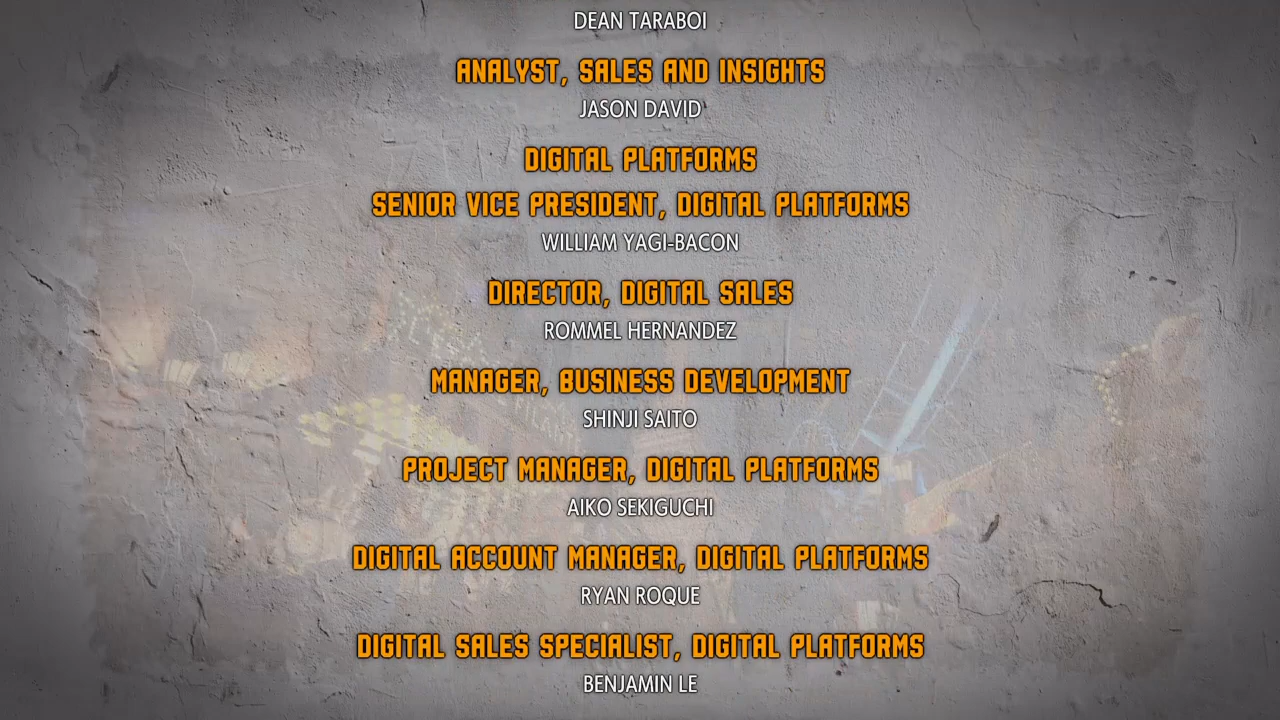 DEAN TARABOI
ANALYST, SALES AND INSIGHTS
JASON DAVID
DIGITAL PLATFORMS
SENIOR VICE PRESIDENT, DIGITAL PLATFORMS
WILLIAM YAGI-BACON
DIRECTOR, DIGITAL SALES
ROMMEL HERNANDEZ
MANAGER, BUSINESS DEVELOPMENT
SHINJI SAITO
PROJECT MANAGER, DIGITAL PLATFORMS
AIKO SEKIGUCHI
DIGITAL ACCOUNT MANAGER, DIGITAL PLATFORMS
RYAN ROQUE
DIGITAL SALES SPECIALIST, DIGITAL PLATFORMS
BENJAMIN LE